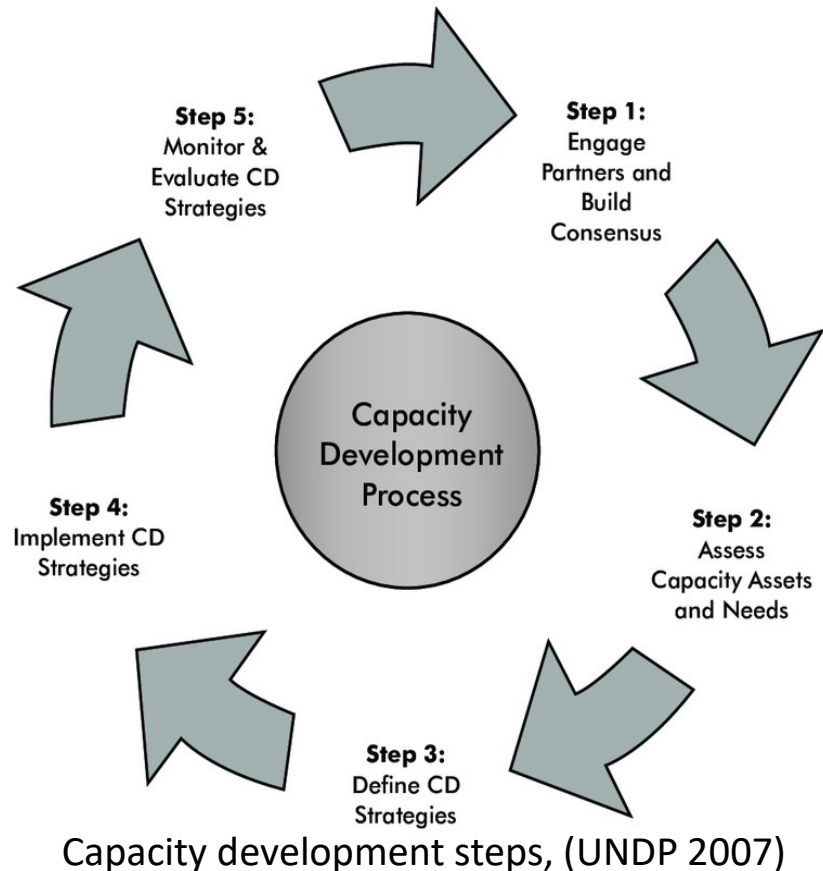 Step 1:
Engage
Partners and
Build
Consensus
Step 2:
Assess
Capacity Assets
and Needs
Step 3:
Define CD
Strategies
Step 4:
Implement CD
Strategies
Step 5:
Monitor &
Evaluate CD
Strategies
Capacity
Development
Process
Capacity development steps, (UNDP 2007)